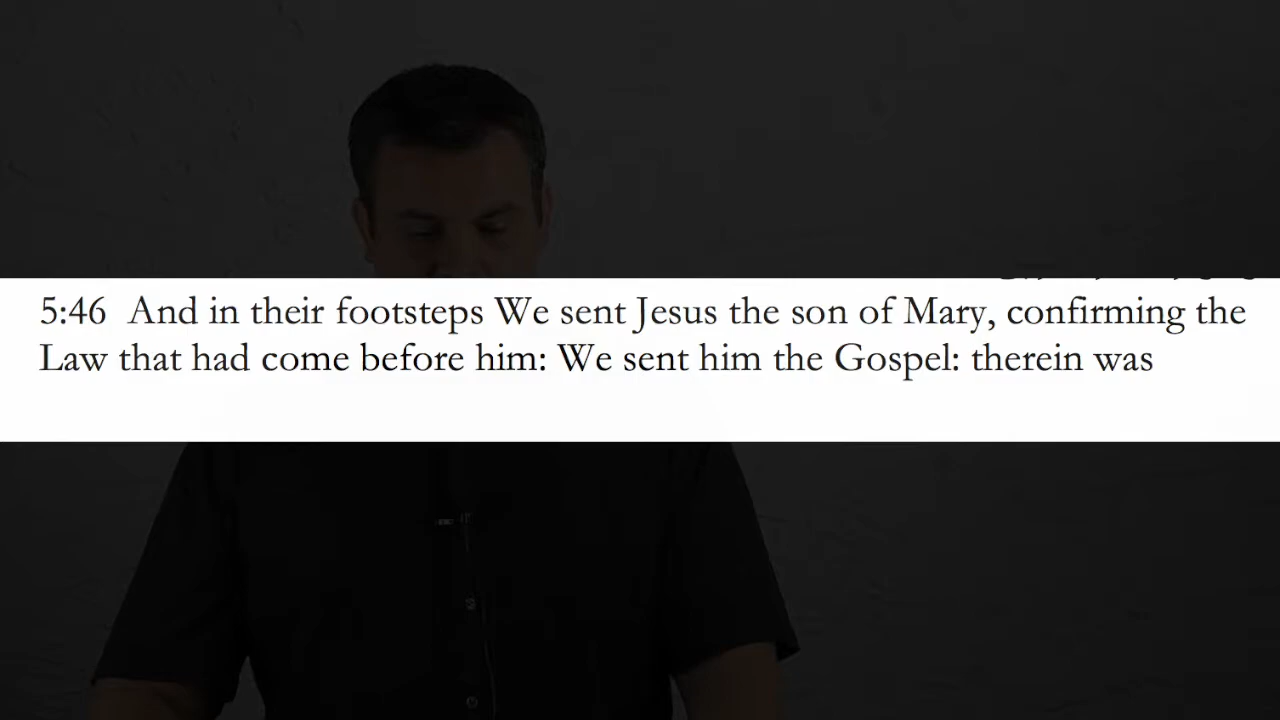 5:46 And in their footsteps We sent Jesus the son of Mary, confirming the
Law that had come before him: We sent him the Gospel: therein was